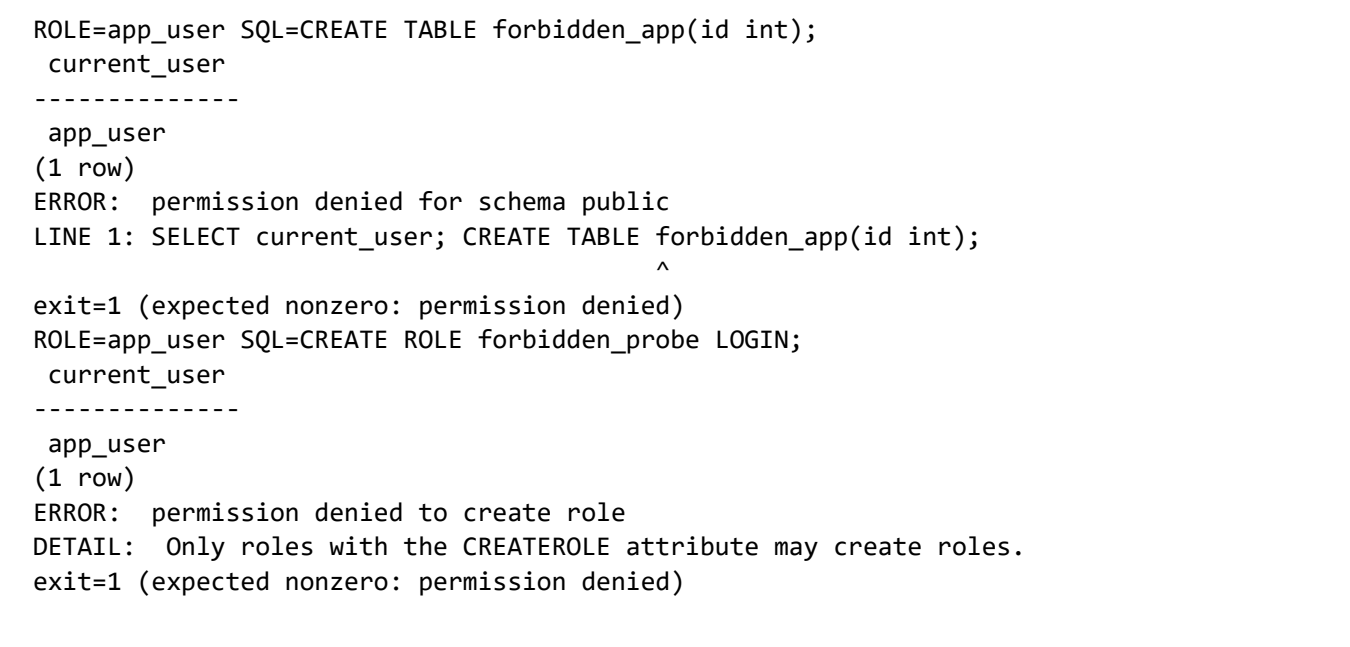 ROLE=app_user SQL=CREATE TABLE forbidden_app(id int);
 current_user
--------------
 app_user
(1 row)
ERROR:  permission denied for schema public
LINE 1: SELECT current_user; CREATE TABLE forbidden_app(id int);
                                          ^
exit=1 (expected nonzero: permission denied)
ROLE=app_user SQL=CREATE ROLE forbidden_probe LOGIN;
 current_user
--------------
 app_user
(1 row)
ERROR:  permission denied to create role
DETAIL:  Only roles with the CREATEROLE attribute may create roles.
exit=1 (expected nonzero: permission denied)